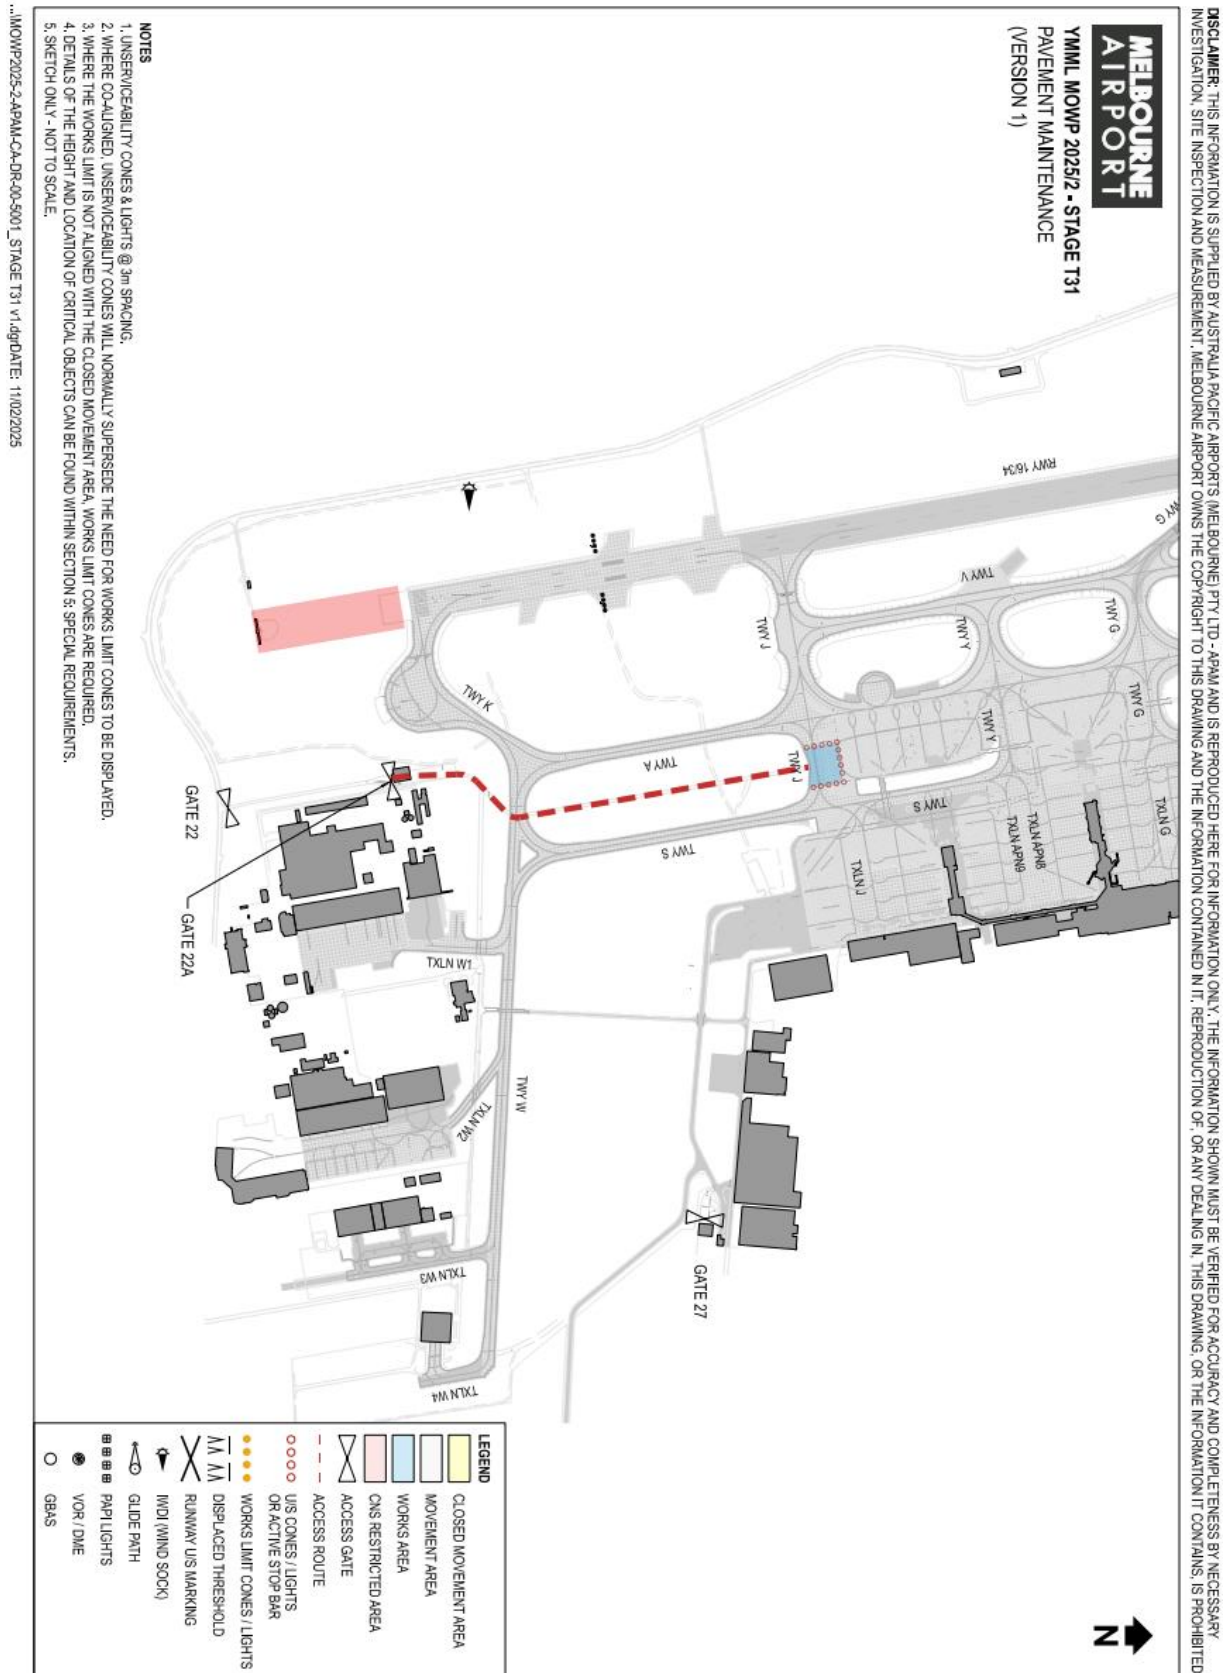 DISCLAIMER: THIS INFORMATION IS SUPPLIED BY AUSTRALIA PACIFIC AIRPORTS (MELBOURNE) PTY LTD - APAM AND IS REPRODUCED HERE FOR INFORMATION ONLY. THE INFORMATION SHOWN MUST BE VERIFIED FOR ACCURACY AND COMPLETENESS BY NECESSARY
INVESTIGATION, SITE INSPECTION AND MEASUREMENT. MELBOURNE AIRPORT OWNS THE COPYRIGHT TO THIS DRAWING AND THE INFORMATION CONTAINED IN IT. REPRODUCTION OF, OR ANY DEALING IN, THIS DRAWING, OR THE INFORMATION IT CONTAINS, IS PROHIBITED
MELBOURNE
AIRPORT
YMML MOWP 2025/2 - STAGE T31
PAVEMENT MAINTENANCE
(VERSION 1)
RWY 16/34
TWY G
TWY V
TWY G
TWY Y
TWY J
TWY G
TWY Y
TWY K
TWY A
TWY J
TWY S
TWY S
TXLN G
TXLN APN8
TXLN APN9
TXLN J
GATE 22
GATE 22A
TXLN W1
TWY W
TXLN W2
GATE 27
TXLN W3
TXLN W4
N
NOTES
1. UNSERVICEABILITY CONES & LIGHTS @ 3m SPACING.
2. WHERE CO-ALIGNED, UNSERVICEABILITY CONES WILL NORMALLY SUPERSEDE THE NEED FOR WORKS LIMIT CONES TO BE DISPLAYED.
3. WHERE THE WORKS LIMIT IS NOT ALIGNED WITH THE CLOSED MOVEMENT AREA, WORKS LIMIT CONES ARE REQUIRED.
4. DETAILS OF THE HEIGHT AND LOCATION OF CRITICAL OBJECTS CAN BE FOUND WITHIN SECTION 5: SPECIAL REQUIREMENTS.
5. SKETCH ONLY - NOT TO SCALE.
LEGEND
CLOSED MOVEMENT AREA
MOVEMENT AREA
WORKS AREA
CNS RESTRICTED AREA
ACCESS GATE
ACCESS ROUTE
U/S CONES / LIGHTS
OR ACTIVE STOP BAR
WORKS LIMIT CONES / LIGHTS
DISPLACED THRESHOLD
RUNWAY U/S MARKING
IWDI (WIND SOCK)
GLIDE PATH
PAPI LIGHTS
VOR / DME
GBAS
...\MOWP2025-2-APAM-CA-DR-00-5001_STAGE T31 v1.dgnDATE: 11/02/2025